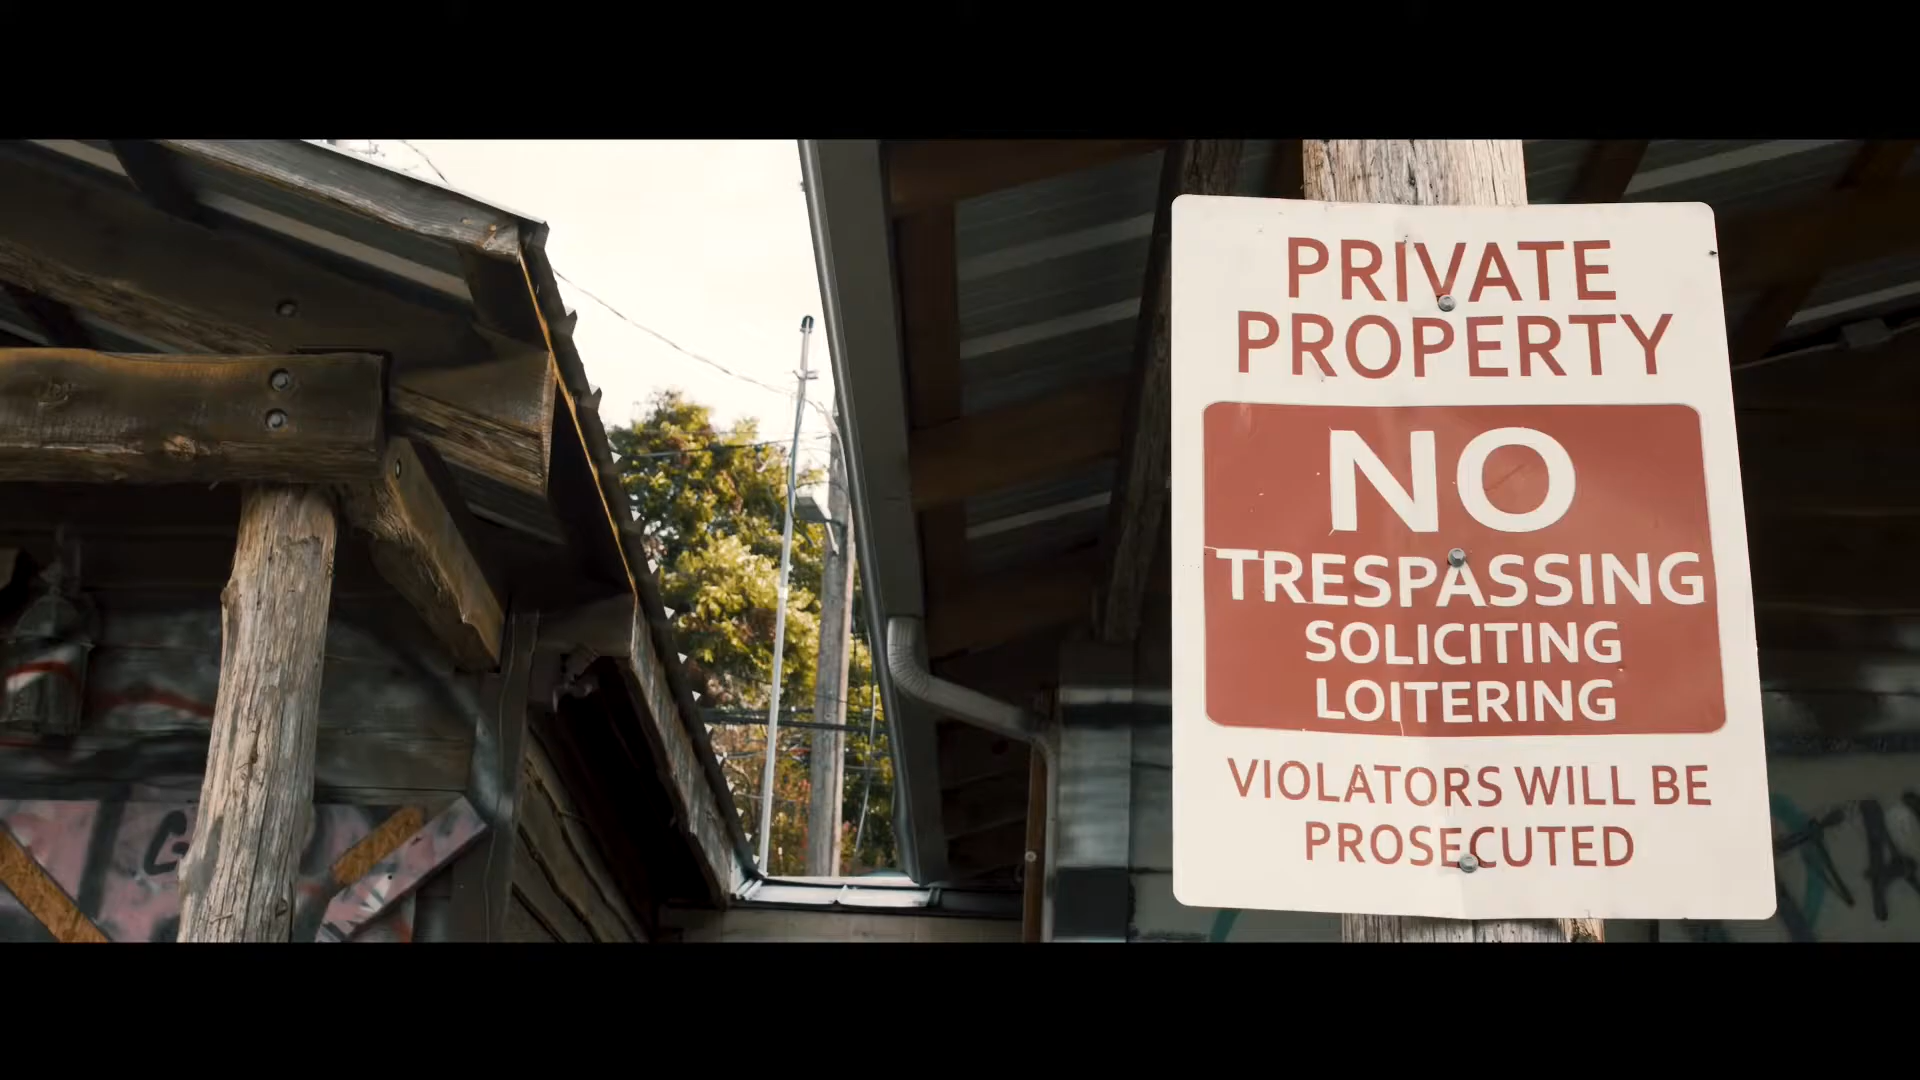 PRIVATE
PROPERTY
NO
TRESPASSING
SOLICITING
LOITERING
VIOLATORS WILL BE
PROSECUTED